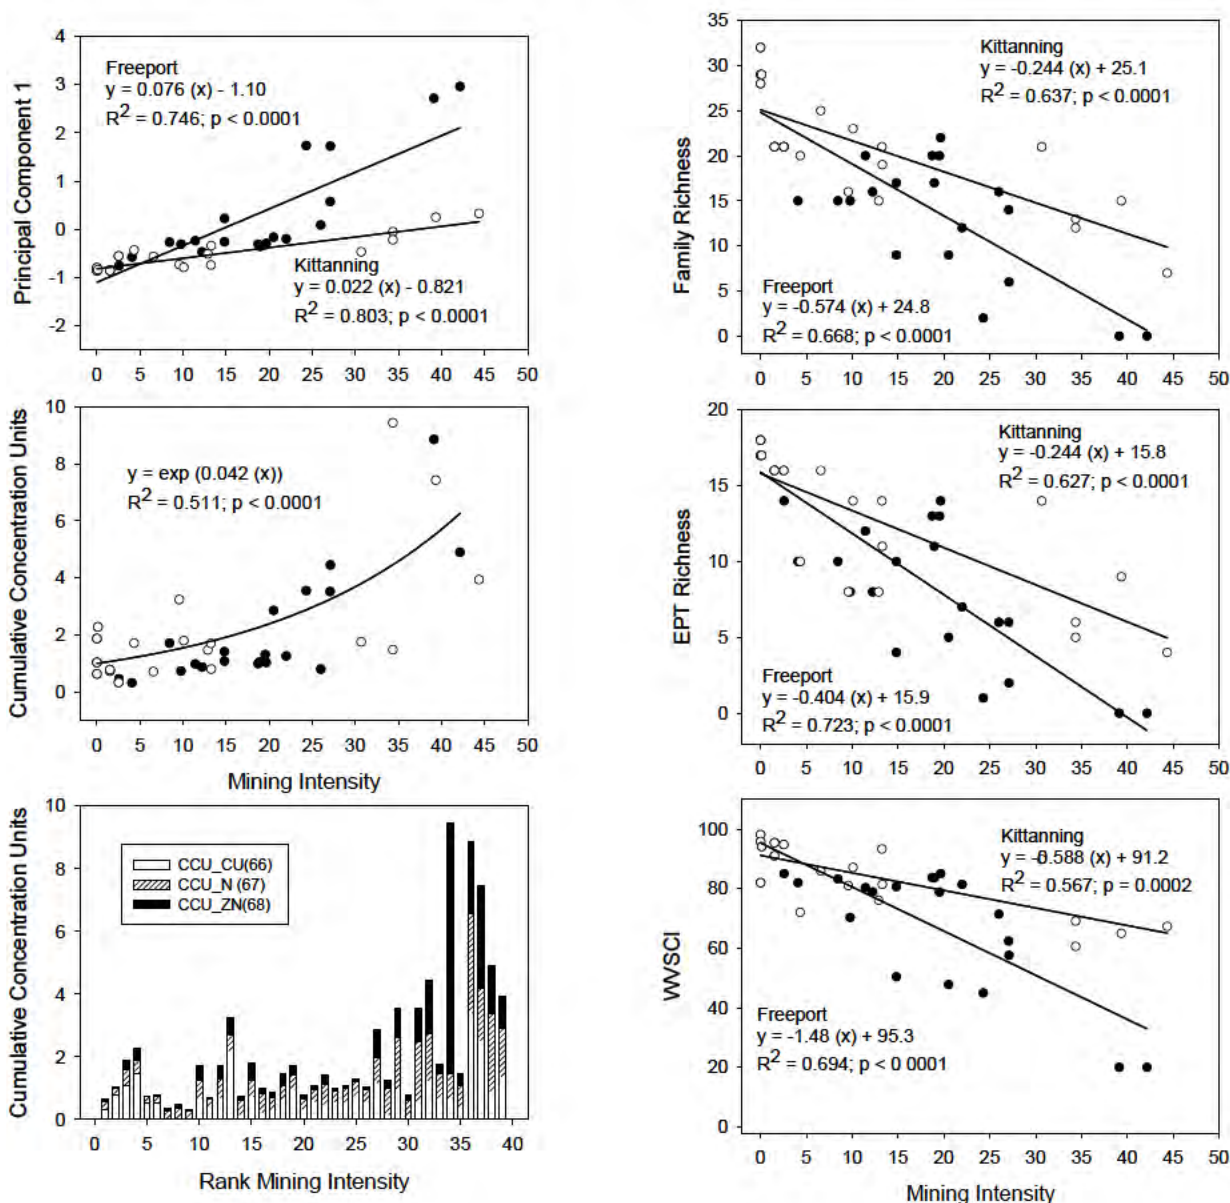 4
3
2
1
0
-1
-2
Principal Component 1
Freeport
y = 0.076 (x) - 1.10
R2 = 0.746; p < 0.0001
Kittanning
y = 0.022 (x) - 0.821
R2 = 0.803; p < 0.0001
0 5 10 15 20 25 30 35 40 45 50
10
8
6
4
2
0
Cumulative Concentration Units
y = exp (0.042 (x))
R2 = 0.511; p < 0.0001
0 5 10 15 20 25 30 35 40 45 50
Mining Intensity
10
8
6
4
2
0
Cumulative Concentration Units
CCU_CU(66)
CCU_N (67)
CCU_ZN(68)
0 5 10 15 20 25 30 35 40
Rank Mining Intensity
35
30
25
20
15
10
5
0
Family Richness
Kittanning
y = -0.244 (x) + 25.1
R2 = 0.637; p < 0.0001
Freeport
y = -0.574 (x) + 24.8
R2 = 0.668; p < 0.0001
0 5 10 15 20 25 30 35 40 45 50
20
15
10
5
0
EPT Richness
Kittanning
y = -0.244 (x) + 15.8
R2 = 0.627; p < 0.0001
Freeport
y = -0.404 (x) + 15.9
R2 = 0.723; p < 0.0001
0 5 10 15 20 25 30 35 40 45 50
100
80
60
40
20
0
WVSCI
Kittanning
y = -0.588 (x) + 91.2
R2 = 0.567; p = 0.0002
Freeport
y = -1.48 (x) + 95.3
R2 = 0.694; p < 0.0001
0 5 10 15 20 25 30 35 40 45 50
Mining Intensity